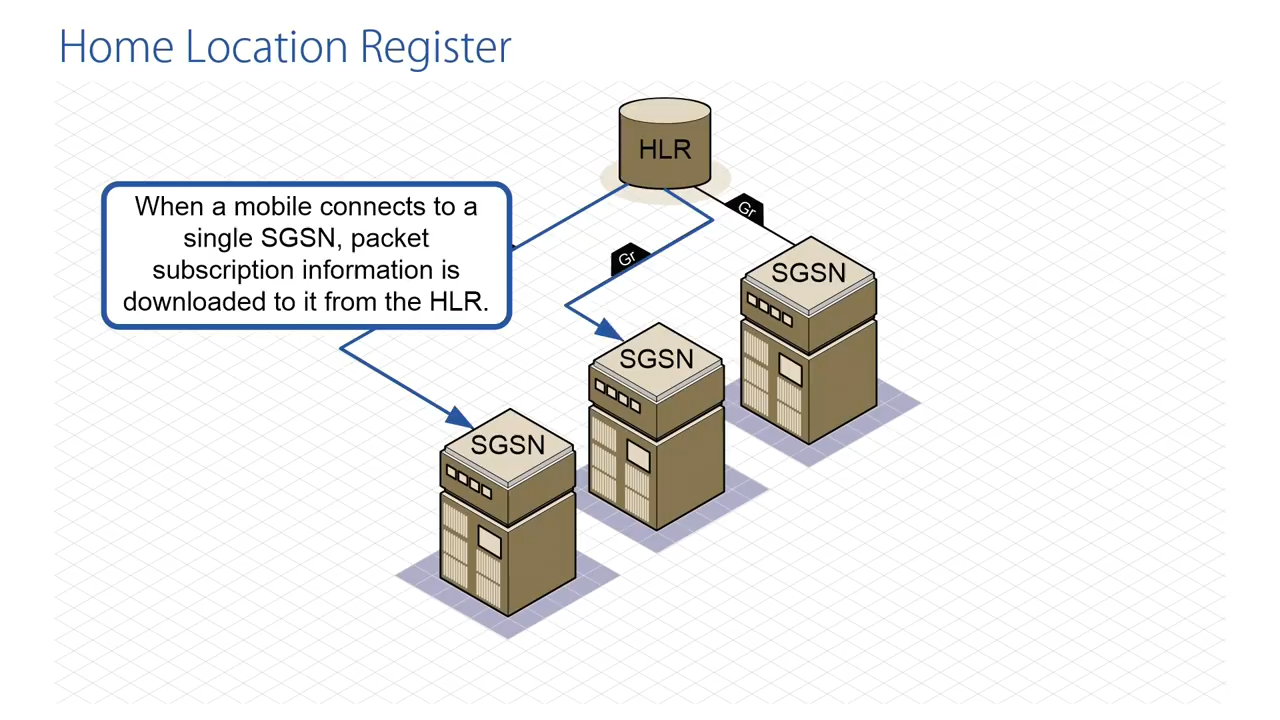 Home Location Register
HLR
When a mobile connects to a
single SGSN, packet
subscription information is
downloaded to it from the HLR.
Gr
Gr
SGSN
SGSN
SGSN